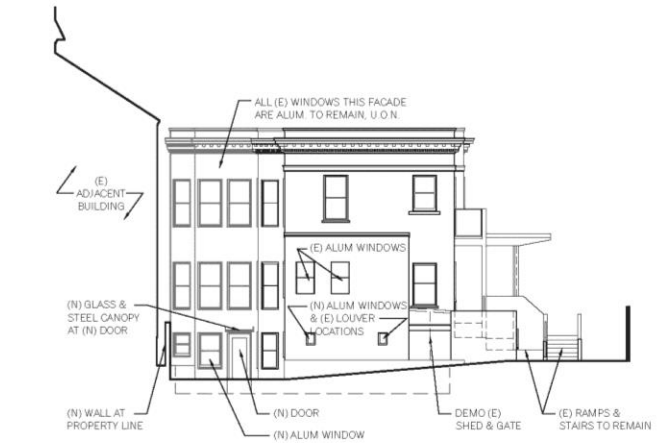 ALL (E) WINDOWS THIS FACADE
ARE ALUM. TO REMAIN, U.O.N.
(E)
ADJACENT
BUILDING
(E) ALUM WINDOWS
(N) GLASS &
STEEL CANOPY
AT (N) DOOR
(N) ALUM WINDOWS
& (E) LOUVER
LOCATIONS
(N) WALL AT
PROPERTY LINE
(N) DOOR
(N) ALUM WINDOW
DEMO (E)
SHED & GATE
(E) RAMPS &
STAIRS TO REMAIN